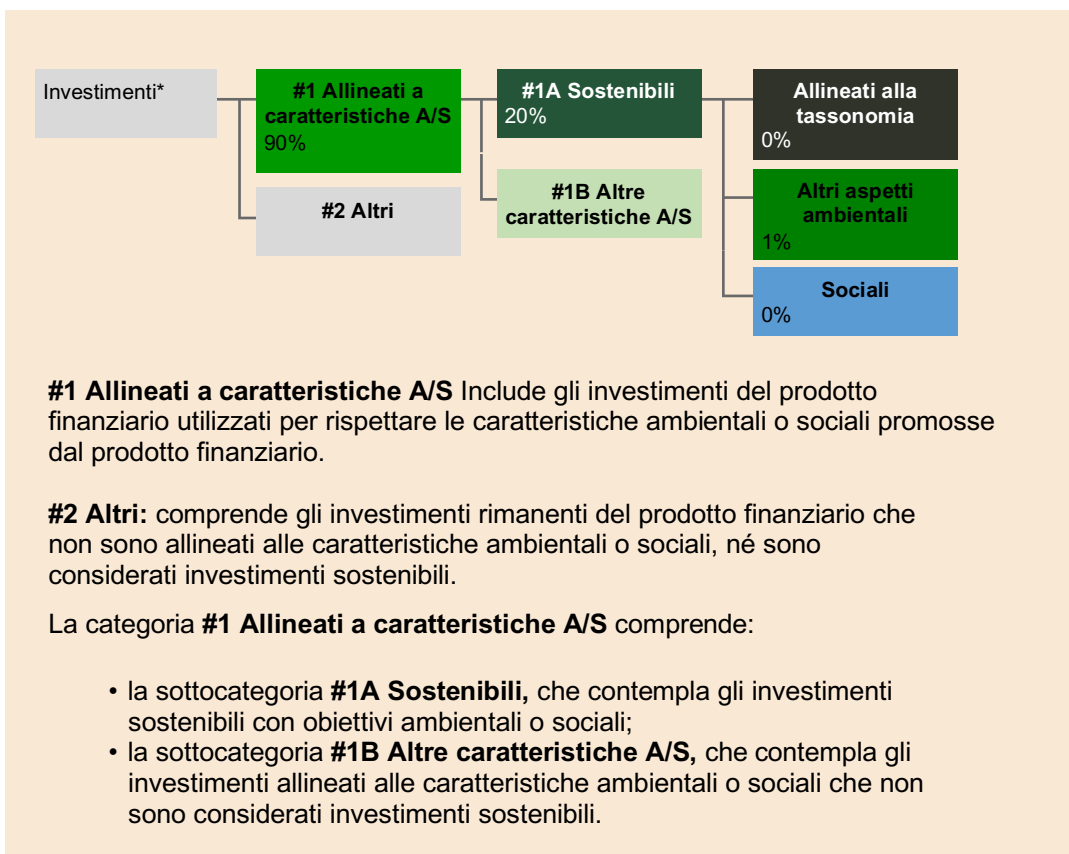 Investimenti*
#1 Allineati a
caratteristiche A/S
90%
#2 Altri
#1A Sostenibili
20%
#1B Altre
caratteristiche A/S
Allineati alla
tassonomia
0%
Altri aspetti
ambientali
1%
Sociali
0%
#1 Allineati a caratteristiche A/S Include gli investimenti del prodotto
finanziario utilizzati per rispettare le caratteristiche ambientali o sociali promosse
dal prodotto finanziario.
#2 Altri: comprende gli investimenti rimanenti del prodotto finanziario che
non sono allineati alle caratteristiche ambientali o sociali, né sono
considerati investimenti sostenibili.
La categoria #1 Allineati a caratteristiche A/S comprende:
• la sottocategoria #1A Sostenibili, che contempla gli investimenti
sostenibili con obiettivi ambientali o sociali;
• la sottocategoria #1B Altre caratteristiche A/S, che contempla gli
investimenti allineati alle caratteristiche ambientali o sociali che non
sono considerati investimenti sostenibili.